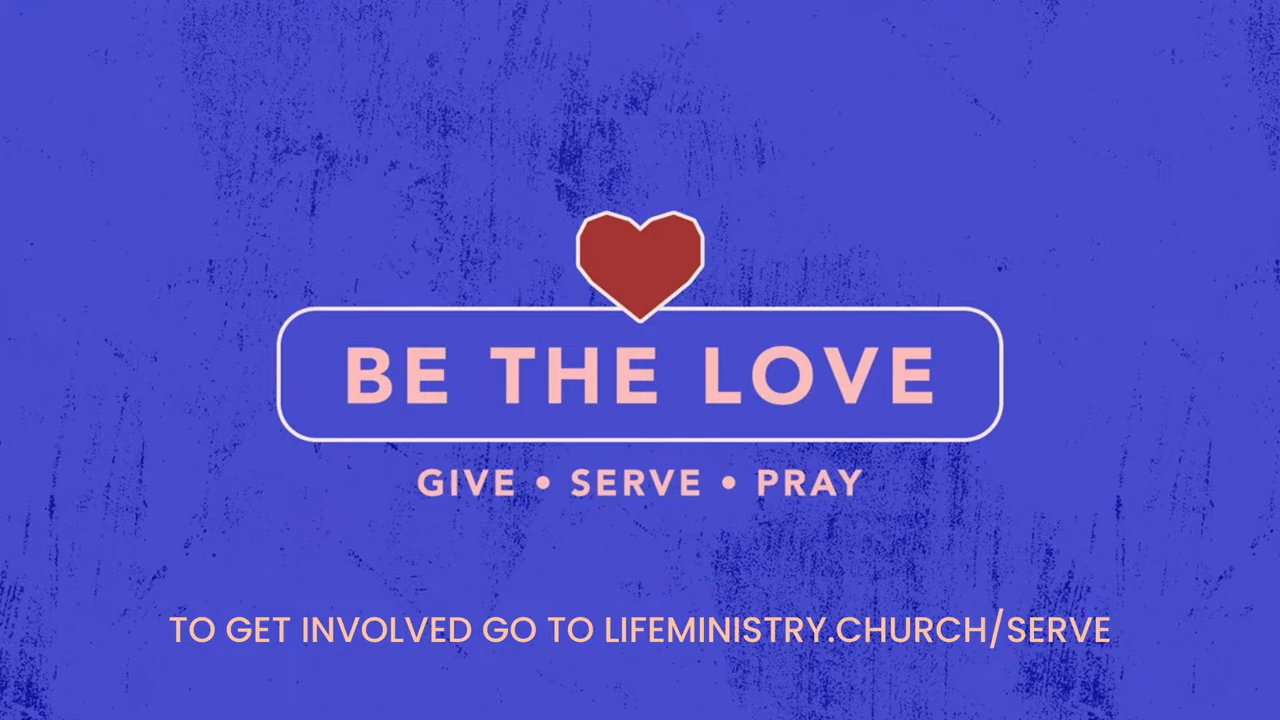 BE THE LOVE
GIVE • SERVE • PRAY
TO GET INVOLVED GO TO LIFEMINISTRY.CHURCH/SERVE